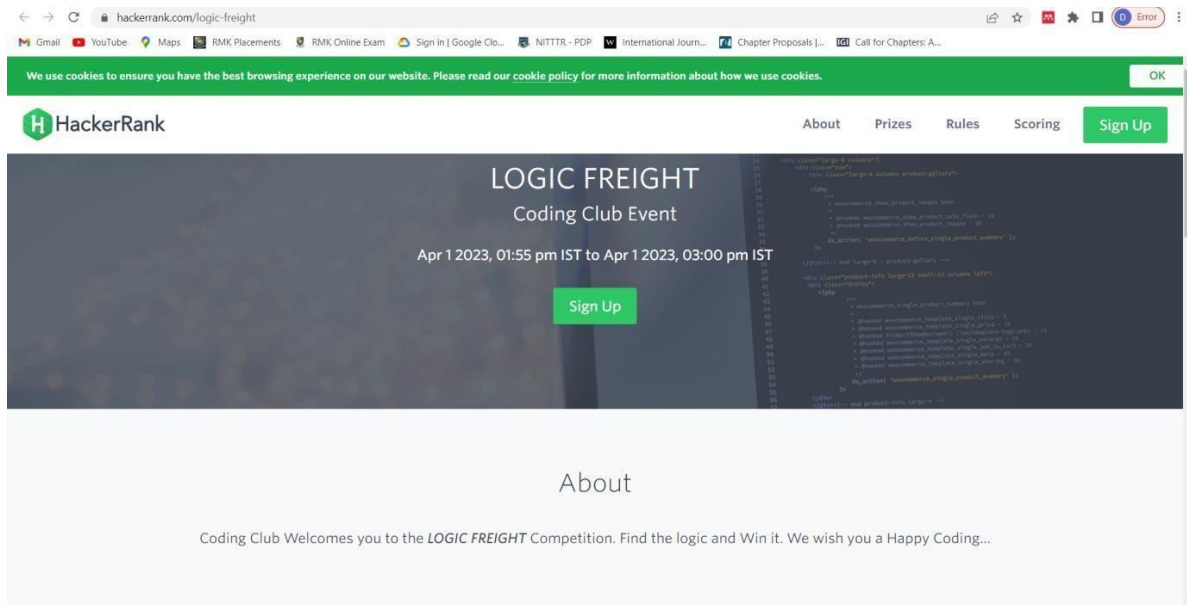 hackerrank.com/logic-freight
D Error
Gmail YouTube Maps RMK Placements RMK Online Exam Sign in | Google Clo... NITTTR - PDP International Journ... Chapter Proposals |... Call for Chapters: A...
We use cookies to ensure you have the best browsing experience on our website. Please read our cookie policy for more information about how we use cookies.
OK
HackerRank
About Prizes Rules Scoring Sign Up
LOGIC FREIGHT
Coding Club Event
Apr 1 2023, 01:55 pm IST to Apr 1 2023, 03:00 pm IST
Sign Up
About
Coding Club Welcomes you to the LOGIC FREIGHT Competition. Find the logic and Win it. We wish you a Happy Coding...